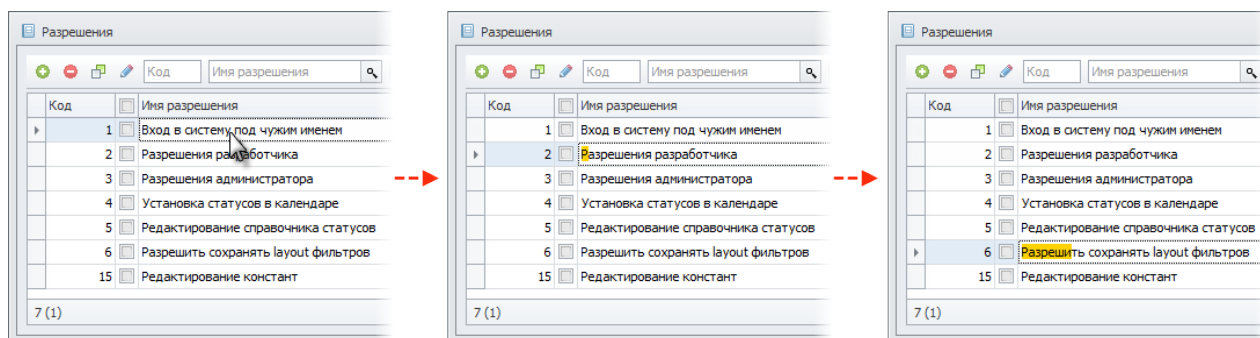 Разрешения
Код Имя разрешения
Код Имя разрешения
1 Вход в систему под чужим именем
2 Разрешения разработчика
3 Разрешения администратора
4 Установка статусов в календаре
5 Редактирование справочника статусов
6 Разрешить сохранять layout фильтров
15 Редактирование констант
7 (1)
Разрешения
Код Имя разрешения
Код Имя разрешения
1 Вход в систему под чужим именем
2 Разрешения разработчика
3 Разрешения администратора
4 Установка статусов в календаре
5 Редактирование справочника статусов
6 Разрешить сохранять layout фильтров
15 Редактирование констант
7 (1)
Разрешения
Код Имя разрешения
Код Имя разрешения
1 Вход в систему под чужим именем
2 Разрешения разработчика
3 Разрешения администратора
4 Установка статусов в календаре
5 Редактирование справочника статусов
6 Разрешить сохранять layout фильтров
15 Редактирование констант
7 (1)